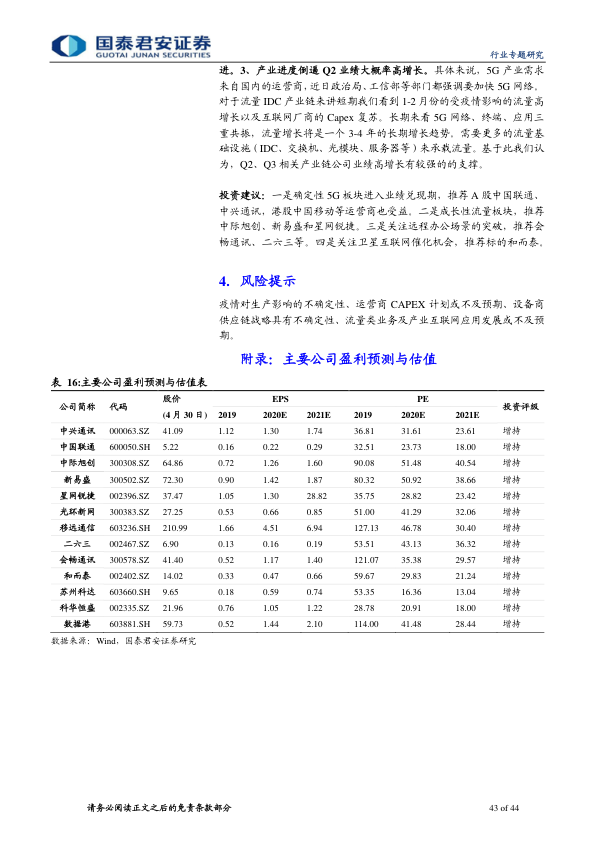 国泰君安证券
GUOTAI JUNAN SECURITIES
行业专题研究
进。3、产业进度倒逼 Q2 业绩大概率高增长。具体来说，5G 产业需求
来自国内的运营商，近日政治局、工信部等部门都强调要加快 5G 网络。
对于流量 IDC 产业链来讲短期我们看到 1-2 月份的受疫情影响的流量高
增长以及互联网厂商的 Capex 复苏。长期来看 5G 网络、终端、应用三
重共振，流量增长将是一个 3-4 年的长期增长趋势。需要更多的流量基
础设施（IDC、交换机、光模块、服务器等）来承载流量。基于此我们认
为，Q2、Q3 相关产业链公司业绩高增长有较强的的支撑。
投资建议：一是确定性 5G 板块进入业绩兑现期，推荐 A 股中国联通、
中兴通讯，港股中国移动等运营商也受益。二是成长性流量板块，推荐
中际旭创、新易盛和星网锐捷。三是关注远程办公场景的突破，推荐会
畅通讯、二六三等。四是关注卫星互联网催化机会，推荐标的和而泰。
4. 风险提示
疫情对生产影响的不确定性、运营商 CAPEX 计划或不及预期、设备商
供应链战略具有不确定性、流量类业务及产业互联网应用发展或不及预
期。
附录：主要公司盈利预测与估值
表 16:主要公司盈利预测与估值表
公司简称 代码 股价 EPS PE 投资评级
(4 月 30 日) 2019 2020E 2021E 2019 2020E 2021E
中兴通讯 000063.SZ 41.09 1.12 1.30 1.74 36.81 31.61 23.61 增持
中国联通 600050.SH 5.22 0.16 0.22 0.29 32.51 23.73 18.00 增持
中际旭创 300308.SZ 64.86 0.72 1.26 1.60 90.08 51.48 40.54 增持
新易盛 300502.SZ 72.30 0.90 1.42 1.87 80.32 50.92 38.66 增持
星网锐捷 002396.SZ 37.47 1.05 1.30 28.82 35.75 28.82 23.42 增持
光环新网 300383.SZ 27.25 0.53 0.66 0.85 51.00 41.29 32.06 增持
移远通信 603236.SH 210.99 1.66 4.51 6.94 127.13 46.78 30.40 增持
二六三 002467.SZ 6.90 0.13 0.16 0.19 53.51 43.13 36.32 增持
会畅通讯 300578.SZ 41.40 0.52 1.17 1.40 121.07 35.38 29.57 增持
和而泰 002402.SZ 14.02 0.33 0.47 0.66 59.67 29.83 21.24 增持
苏州科达 603660.SH 9.65 0.18 0.59 0.74 53.35 16.36 13.04 增持
科华恒盛 002335.SZ 21.96 0.76 1.05 1.22 28.78 20.91 18.00 增持
数据港 603881.SH 59.73 0.52 1.44 2.10 114.00 41.48 28.44 增持
数据来源：Wind，国泰君安证券研究
请务必阅读正文之后的免责条款部分
43 of 44